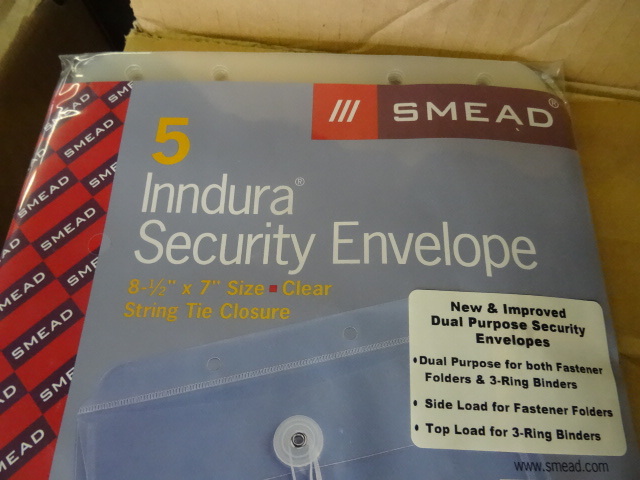 /// SMEAD®
5
Inndura®
Security Envelope
8-½" x 7" Size ▪ Clear
String Tie Closure
New & Improved
Dual Purpose Security
Envelopes
•Dual Purpose for both Fastener
Folders & 3-Ring Binders
• Side Load for Fastener Folders
• Top Load for 3-Ring Binders
www.smead.com
SMEAD
SMEAD
SMEAD
SMEAD
SMEAD
SMEAD
SMEAD